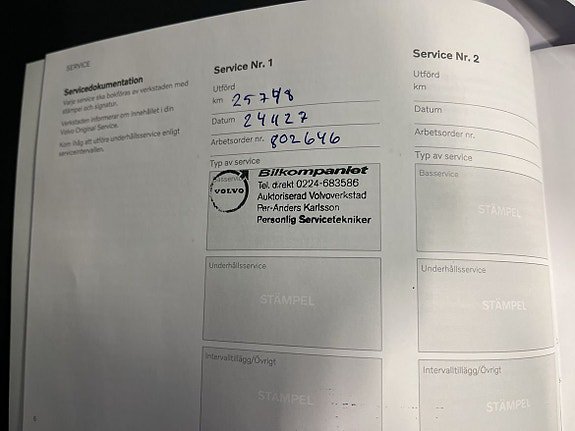 SERVICE
Servicedokumentation
Varje service ska bokföras av verkstaden med
stämpel och signatur.
Verkstaden informerar om innehållet i din
Volvo Original Service.
Kom ihåg att utföra underhållsservice enligt
serviceintervallen.
Service Nr. 1
Utförd
km 25748
Datum 241127
Arbetsorder nr. 802646
Typ av service
Basservice
VOLVO
Bilkompaniet
Tel. direkt 0224-683586
Auktoriserad Volvoverkstad
Per-Anders Karlsson
Personlig Servicetekniker
Underhållsservice
STÄMPEL
Intervalltillägg/Övrigt
STÄMPEL
Service Nr. 2
Utförd
km
Datum
Arbetsorder nr.
Typ av service
Basservice
STÄMPEL
Underhållsservice
STÄMPEL
Intervalltillägg/Övrigt
STÄMPEL
6